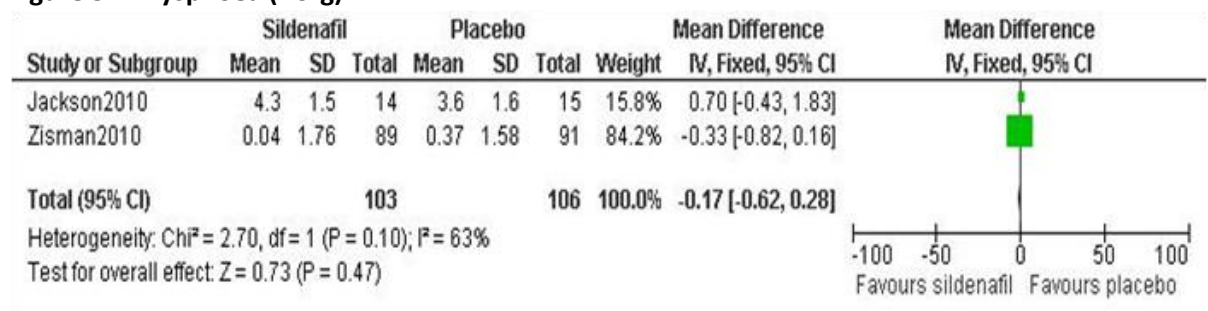 Sildenafil Placebo Mean Difference Mean Difference
Study or Subgroup Mean SD Total Mean SD Total Weight IV, Fixed, 95% CI IV, Fixed, 95% CI
Jackson2010 4.3 1.5 14 3.6 1.6 15 15.8% 0.70 [-0.43, 1.83]
Zisman2010 0.04 1.76 89 0.37 1.58 91 84.2% -0.33 [-0.82, 0.16]
Total (95% CI) 103 106 100.0% -0.17 [-0.62, 0.28]
Heterogeneity: Chi² = 2.70, df = 1 (P = 0.10); I² = 63%
Test for overall effect: Z = 0.73 (P = 0.47)
-100 -50 0 50 100
Favours sildenafil Favours placebo